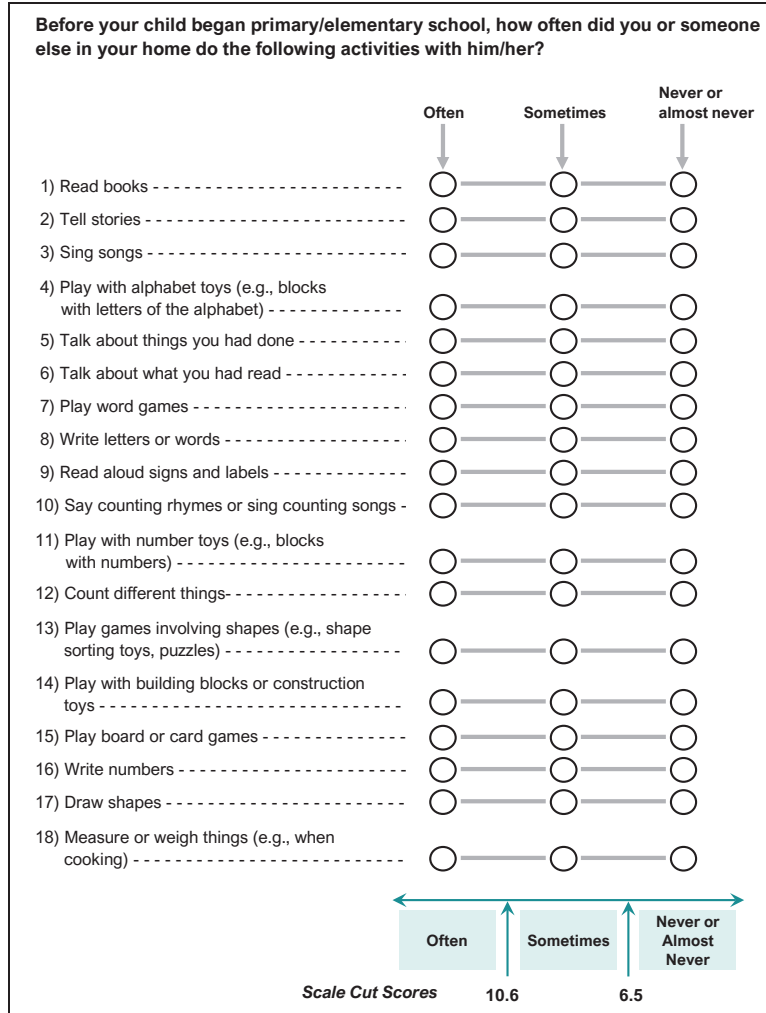 Before your child began primary/elementary school, how often did you or someone
else in your home do the following activities with him/her?
Never or
Often Sometimes almost never
1) Read books - - - - - - - - - - - - - - - - - - - - - - - - - - -
2) Tell stories - - - - - - - - - - - - - - - - - - - - - - - - - - - -
3) Sing songs - - - - - - - - - - - - - - - - - - - - - - - - - - -
4) Play with alphabet toys (e.g., blocks
with letters of the alphabet) - - - - - - - - - - - - - - -
5) Talk about things you had done - - - - - - - - - - - -
6) Talk about what you had read - - - - - - - - - - - - - -
7) Play word games - - - - - - - - - - - - - - - - - - - - - - -
8) Write letters or words - - - - - - - - - - - - - - - - - - - -
9) Read aloud signs and labels - - - - - - - - - - - - - - -
10) Say counting rhymes or sing counting songs -
11) Play with number toys (e.g., blocks
with numbers) - - - - - - - - - - - - - - - - - - - - - - - - -
12) Count different things- - - - - - - - - - - - - - - - - - - -
13) Play games involving shapes (e.g., shape
sorting toys, puzzles) - - - - - - - - - - - - - - - - - - - -
14) Play with building blocks or construction
toys - - - - - - - - - - - - - - - - - - - - - - - - - - - - - - - - - -
15) Play board or card games - - - - - - - - - - - - - - - -
16) Write numbers - - - - - - - - - - - - - - - - - - - - - - - - -
17) Draw shapes - - - - - - - - - - - - - - - - - - - - - - - - - -
18) Measure or weigh things (e.g., when
cooking) - - - - - - - - - - - - - - - - - - - - - - - - - - - - -
Often Sometimes Never or
Almost
Never
Scale Cut Scores 10.6 6.5